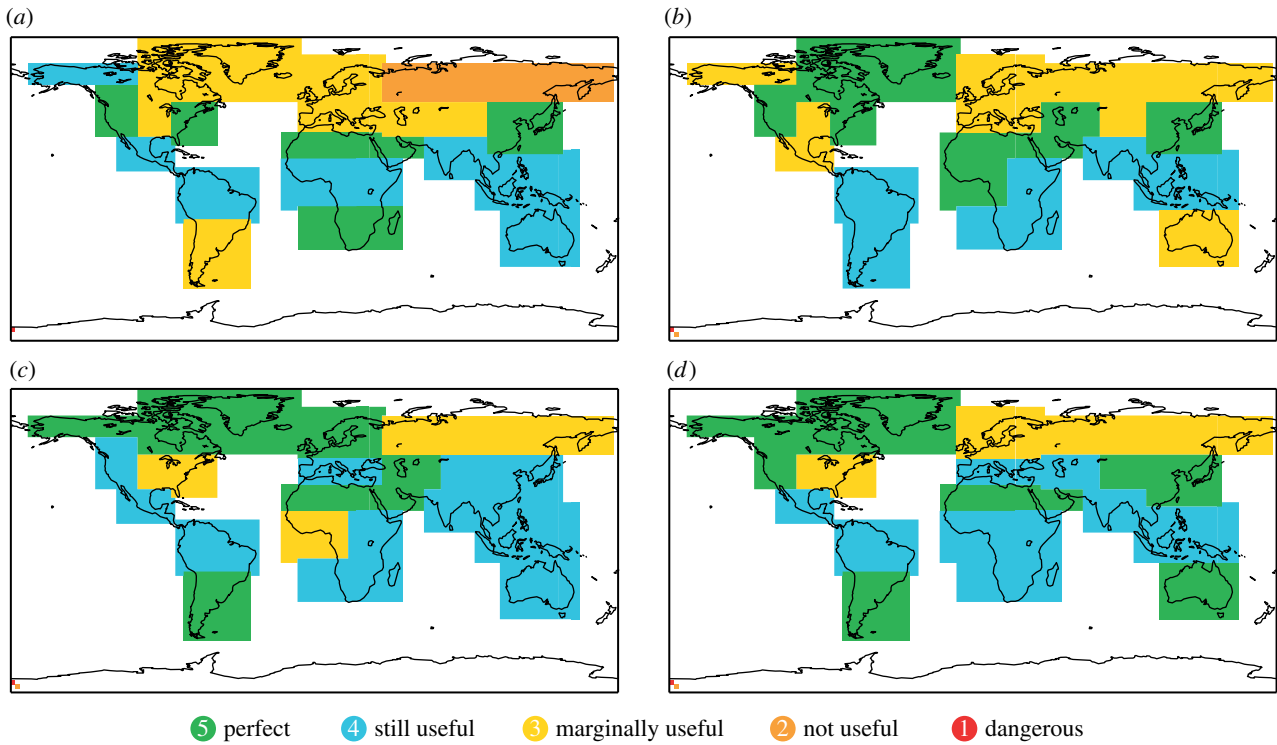 (a)
(b)
(c)
(d)
5 perfect 4 still useful 3 marginally useful 2 not useful 1 dangerous